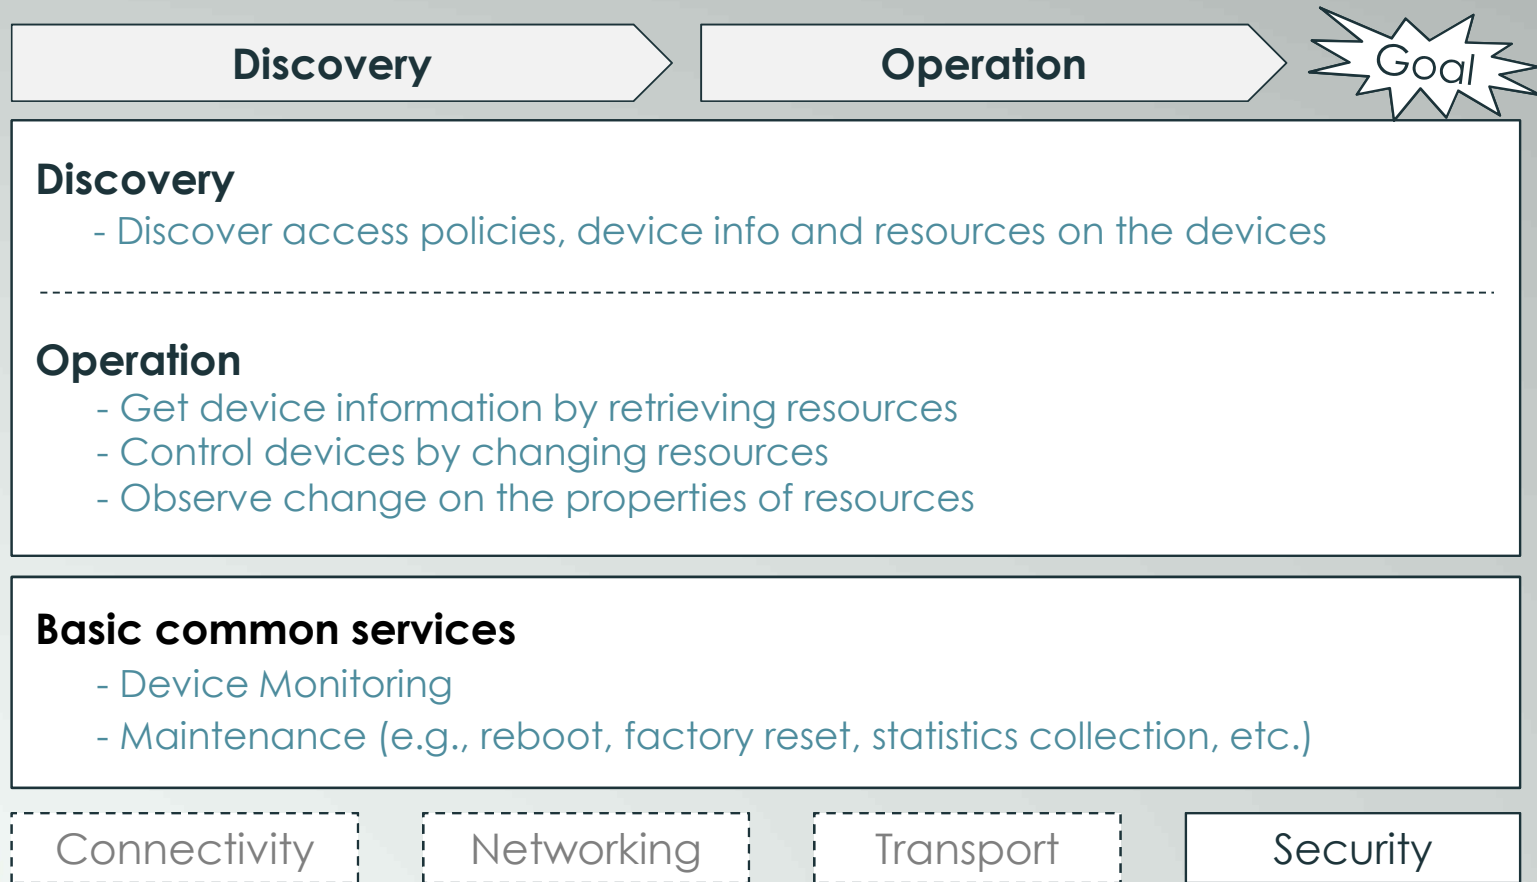 Discovery
Operation
Goal
Discovery
- Discover access policies, device info and resources on the devices
Operation
- Get device information by retrieving resources
- Control devices by changing resources
- Observe change on the properties of resources
Basic common services
- Device Monitoring
- Maintenance (e.g., reboot, factory reset, statistics collection, etc.)
Connectivity
Networking
Transport
Security